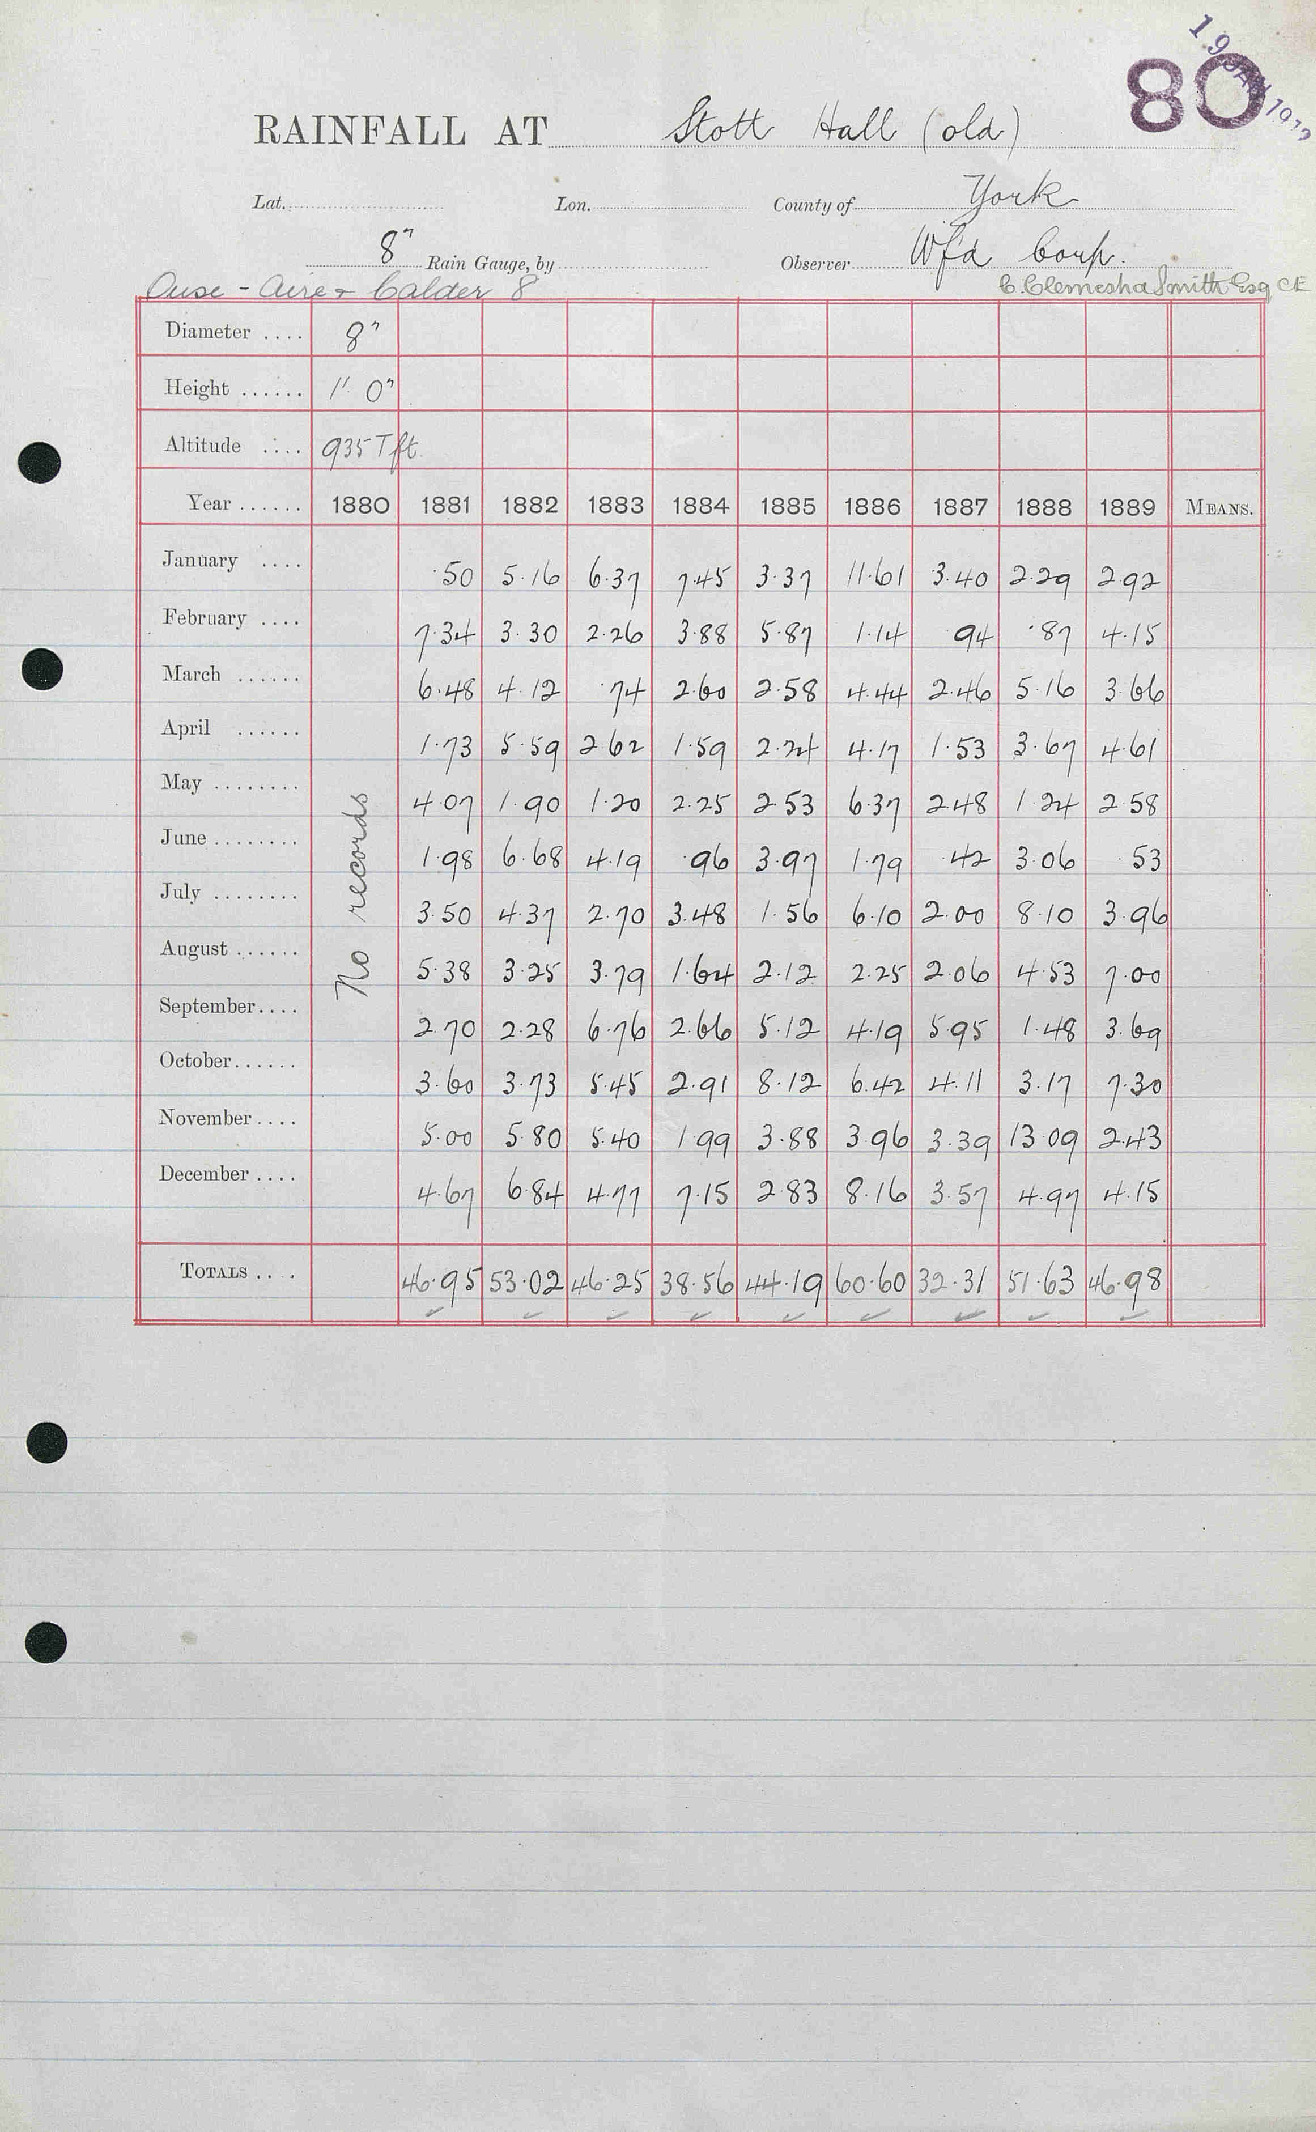 80
RAINFALL AT Stott Hall (old)
Lat. Lon. County of York
8" Rain Gauge, by Observer Wf'd Corp.
Ouse - Aire & Calder 8 C. Clemesha Smith Esq CE
Diameter .... 8"
Height ...... 1' 0"
Altitude .... 935 T ft.
Year ...... 1880 1881 1882 1883 1884 1885 1886 1887 1888 1889 MEANS.
No records
January .... ·50 5·16 6·37 7·45 3·37 11·61 3·40 2·29 2 92
February .... 7·34 3·30 2·26 3·88 5·87 1·14 94 ·87 4·15
March ...... 6·48 4·12 ·74 2·60 2·58 4·44 2·46 5·16 3 66
April ...... 1·73 5·59 2 62 1·59 2·24 4·17 1·53 3·67 4·61
May ........ 4 07 1·90 1·20 2·25 2 53 6·37 2·48 1·24 2 58
June ........ 1·98 6·68 4·19 ·96 3·97 1·79 ·42 3·06 53
July ........ 3·50 4·37 2·70 3·48 1·56 6·10 2·00 8·10 3·96
August ...... 5·38 3·25 3·79 1·64 2·12 2·25 2·06 4·53 7·00
September.... 2·70 2·28 6·76 2·66 5·12 4·19 5·95 1·48 3·69
October...... 3·60 3·73 5·45 2·91 8·12 6·42 4·11 3·17 7·30
November.... 5·00 5·80 5·40 1 99 3·88 3·96 3·39 13 09 2·43
December .... 4·67 6·84 4·77 7·15 2·83 8·16 3·57 4·97 4·15
TOTALS .. . 46·95 53·02 46·25 38·56 44·19 60·60 32·31 51·63 46·98